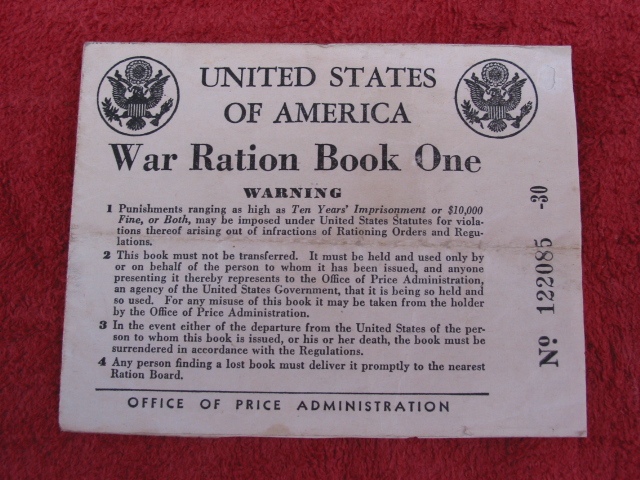 UNITED STATES
OF AMERICA
War Ration Book One
WARNING
1 Punishments ranging as high as Ten Years' Imprisonment or $10,000
Fine, or Both, may be imposed under United States Statutes for viola-
tions thereof arising out of infractions of Rationing Orders and Regu-
lations.
2 This book must not be transferred. It must be held and used only by
or on behalf of the person to whom it has been issued, and anyone
presenting it thereby represents to the Office of Price Administration,
an agency of the United States Government, that it is being so held and
so used. For any misuse of this book it may be taken from the holder
by the Office of Price Administration.
3 In the event either of the departure from the United States of the per-
son to whom this book is issued, or his or her death, the book must be
surrendered in accordance with the Regulations.
4 Any person finding a lost book must deliver it promptly to the nearest
Ration Board.
OFFICE OF PRICE ADMINISTRATION
Nº 122085 -30